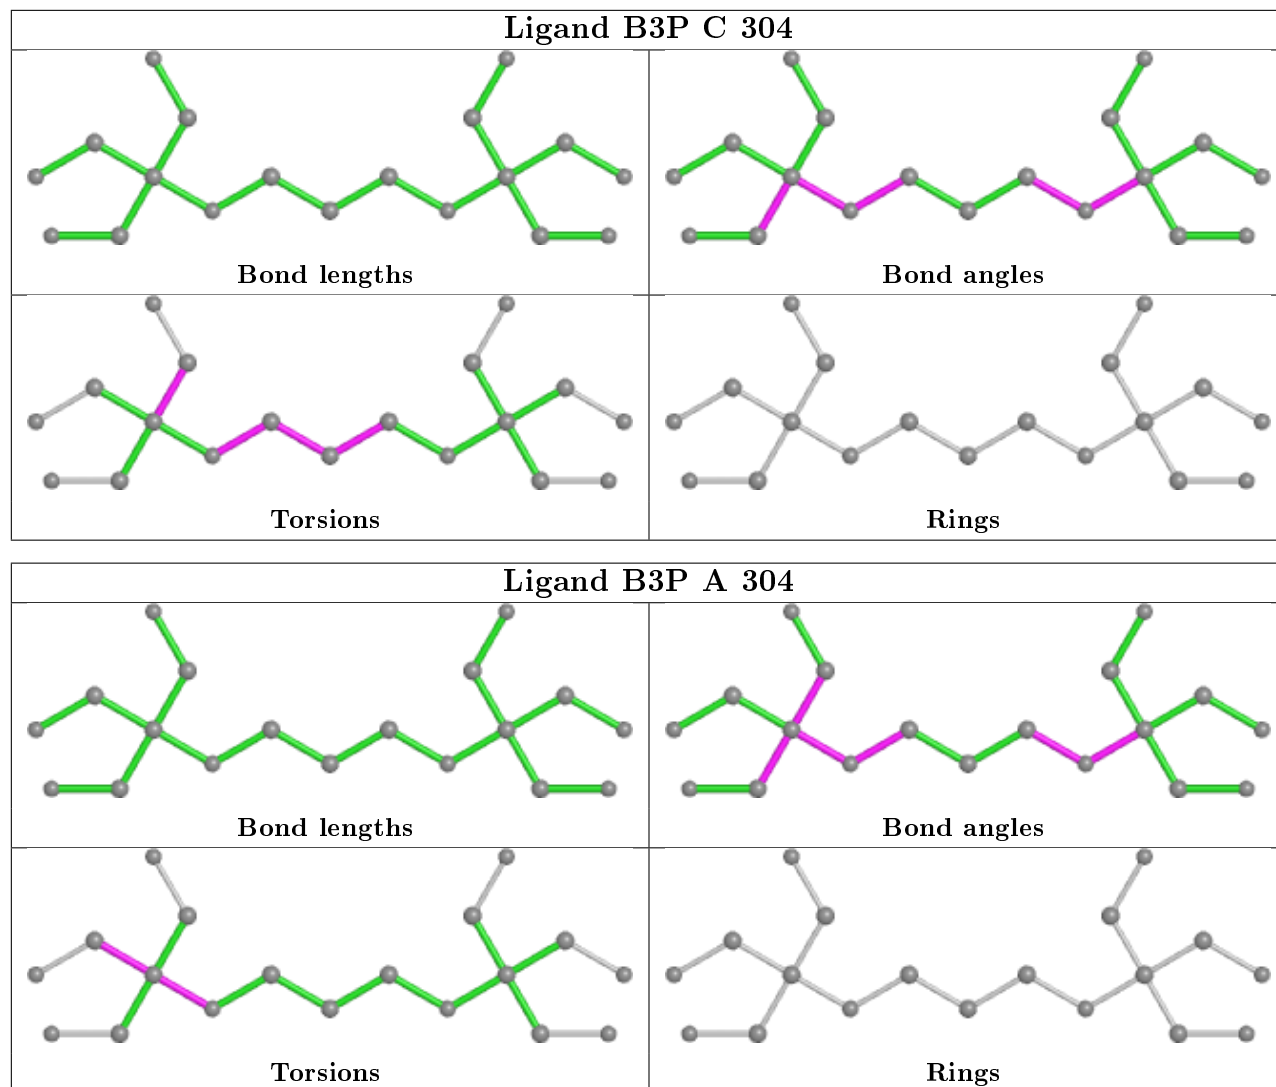 Ligand B3P C 304
Bond lengths
Bond angles
Torsions
Rings
Ligand B3P A 304
Bond lengths
Bond angles
Torsions
Rings